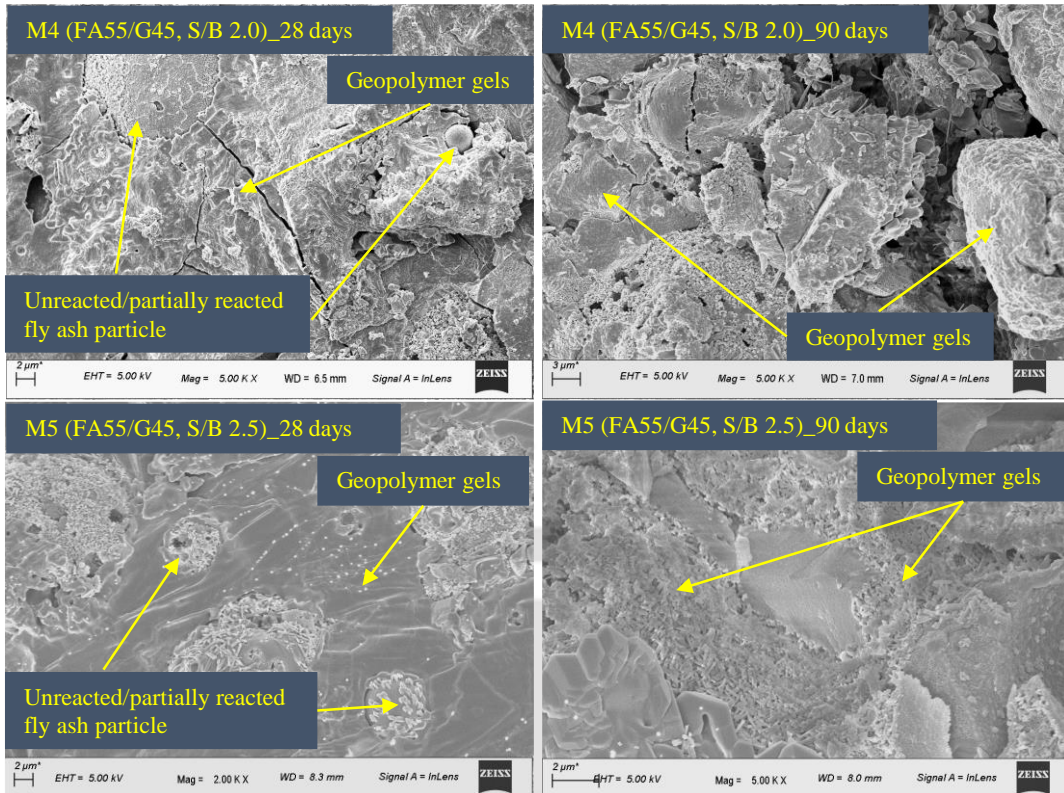 M4 (FA55/G45, S/B 2.0)_28 days
Geopolymer gels
Unreacted/partially reacted
fly ash particle
2 µm*
EHT = 5.00 kV Mag = 5.00 K X WD = 6.5 mm Signal A = InLens ZEISS
M4 (FA55/G45, S/B 2.0)_90 days
Geopolymer gels
3 µm*
EHT = 5.00 kV Mag = 5.00 K X WD = 7.0 mm Signal A = InLens ZEISS
M5 (FA55/G45, S/B 2.5)_28 days
Geopolymer gels
Unreacted/partially reacted
fly ash particle
2 µm*
EHT = 5.00 kV Mag = 2.00 K X WD = 8.3 mm Signal A = InLens ZEISS
M5 (FA55/G45, S/B 2.5)_90 days
Geopolymer gels
2 µm*
EHT = 5.00 kV Mag = 5.00 K X WD = 8.0 mm Signal A = InLens ZEISS